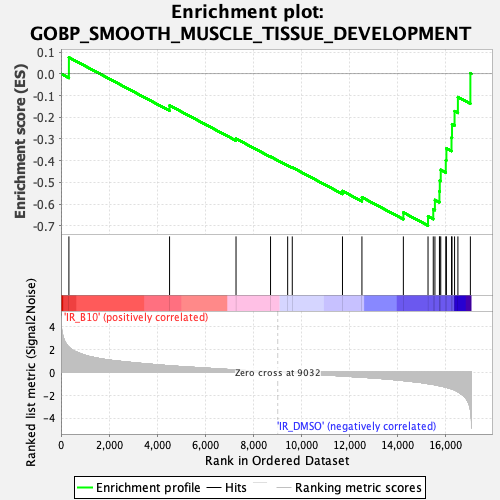 Enrichment plot:
GOBP_SMOOTH_MUSCLE_TISSUE_DEVELOPMENT
Enrichment score (ES)
0.1
0.0
-0.1
-0.2
-0.3
-0.4
-0.5
-0.6
-0.7
'IR_B10' (positively correlated)
Ranked list metric (Signal2Noise)
4
2
0
-2
-4
Zero cross at 9032
'IR_DMSO' (negatively correlated)
0 2,000 4,000 6,000 8,000 10,000 12,000 14,000 16,000
Rank in Ordered Dataset
Enrichment profile Hits Ranking metric scores